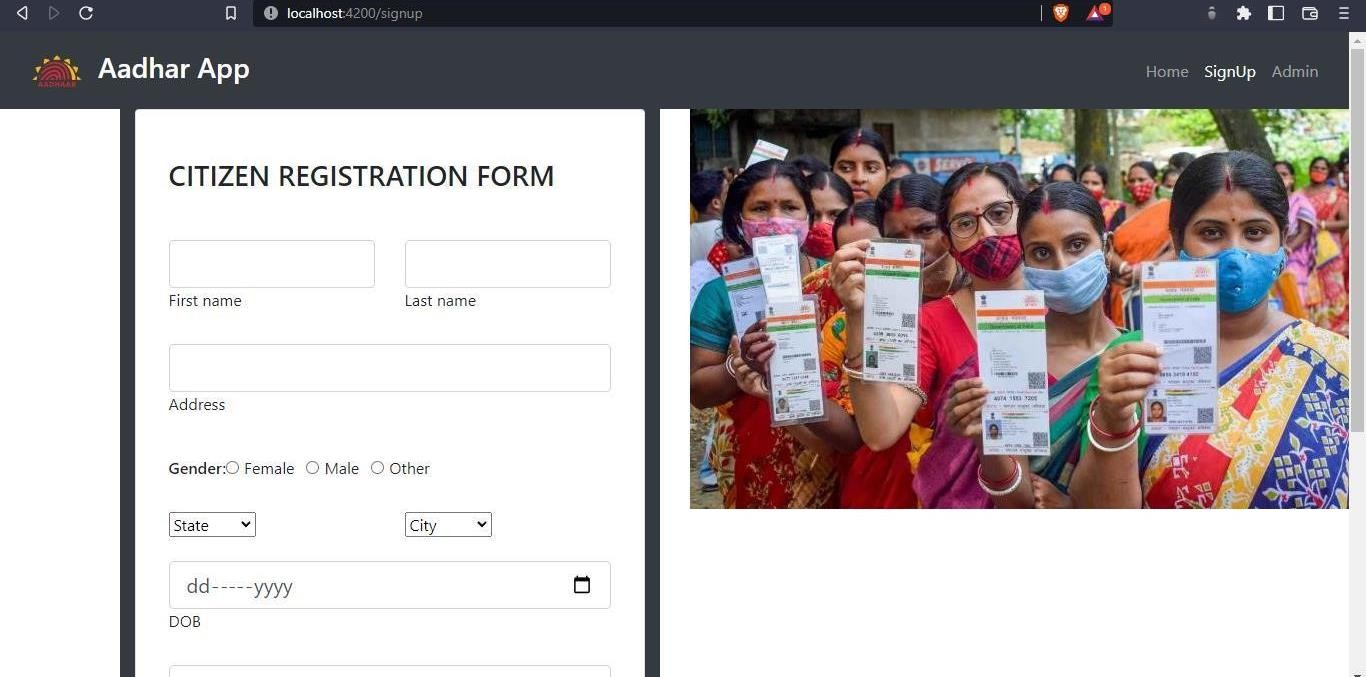 localhost:4200/signup
1
AADHAAR
Aadhar App
Home SignUp Admin
CITIZEN REGISTRATION FORM
First name Last name
Address
Gender: Female Male Other
State City
dd-----yyyy
DOB